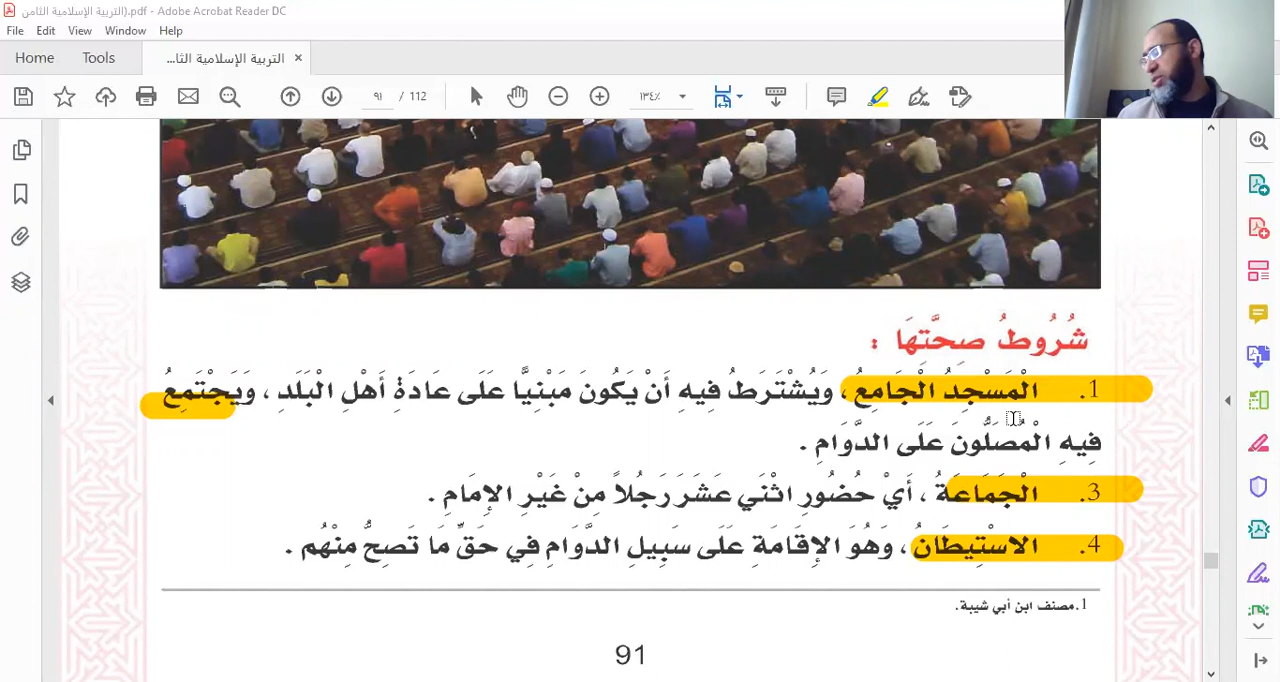 التربية الإسلامية الثامن).pdf - Adobe Acrobat Reader DC
File Edit View Window Help
Home Tools التربية الإسلامية الثا...
٩١ / 112 ١٣٤٪
شُرُوطُ صِحَّتِهَا :
1. الْمَسْجِدُ الْجَامِعُ ، وَيُشْتَرَطُ فِيهِ أَنْ يَكُونَ مَبْنِيًّا عَلَى عَادَةِ أَهْلِ الْبَلَدِ ، وَيَجْتَمِعُ
فِيهِ الْمُصَلُّونَ عَلَى الدَّوَامِ .
3. الْجَمَاعَةُ ، أَيْ حُضُورِ اثْنَي عَشَرَ رَجُلاً مِنْ غَيْرِ الإِمَامِ .
4. الاسْتِيطَانُ ، وَهُوَ الإِقَامَة عَلَى سَبِيلِ الدَّوَامِ فِي حَقِّ مَا تَصِحُّ مِنْهُم .
1. مصنف ابن أبي شيبة.
91